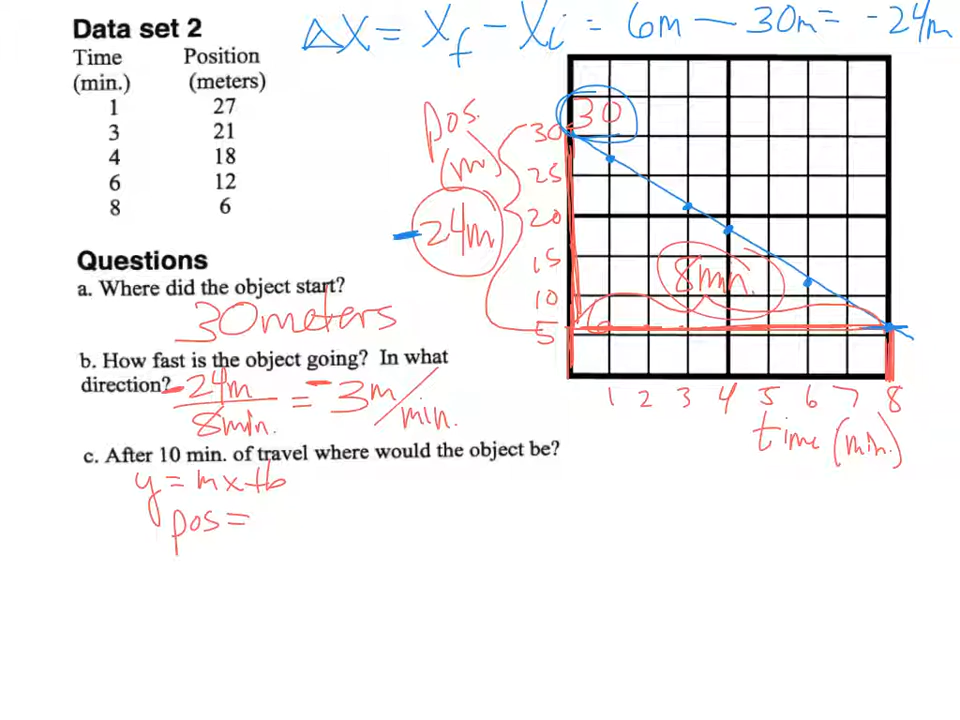 Data set 2
Δx = xf - xi = 6m - 30m = -24m
Time Position
(min.) (meters)
1 27
3 21
4 18
6 12
8 6
pos.
(m)
-24m
30
30
25
20
15
10
5
6
8min.
1 2 3 4 5 6 7 8
time (min.)
Questions
a. Where did the object start?
30 meters
b. How fast is the object going? In what
direction?
-24m / 8min. = -3m/min.
c. After 10 min. of travel where would the object be?
y = mx + b
pos =